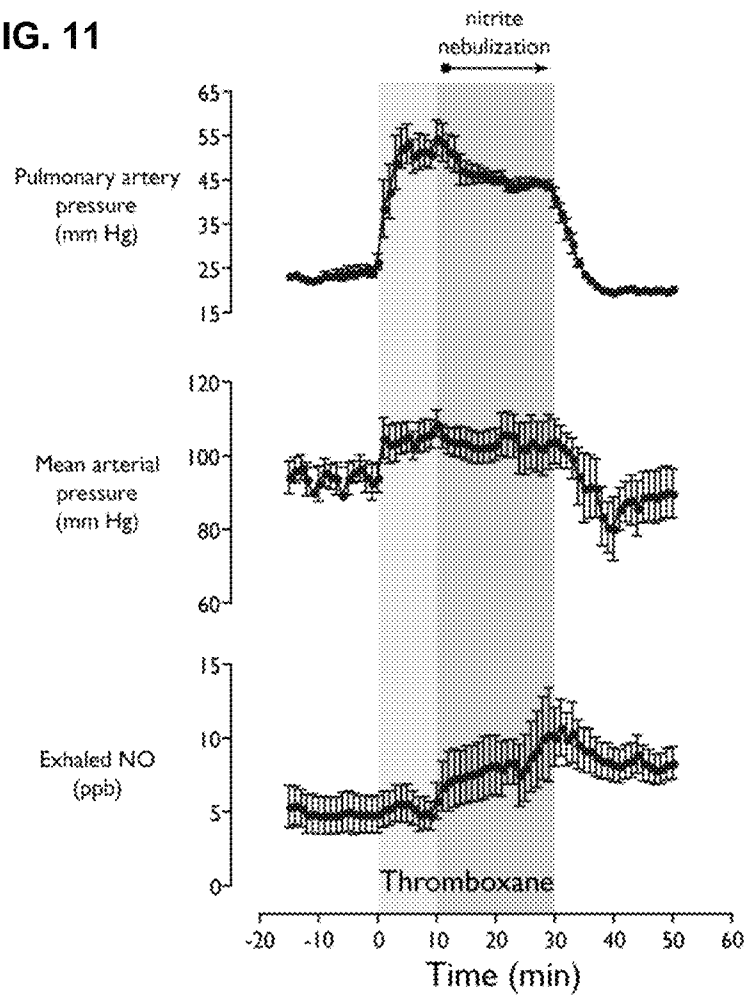 IG. 11
nitrite
nebulization
65
55
45
35
25
15
Pulmonary artery
pressure
(mm Hg)
120
100
80
60
Mean arterial
pressure
(mm Hg)
15
10
5
0
Exhaled NO
(ppb)
Thromboxane
-20 -10 0 10 20 30 40 50 60
Time (min)